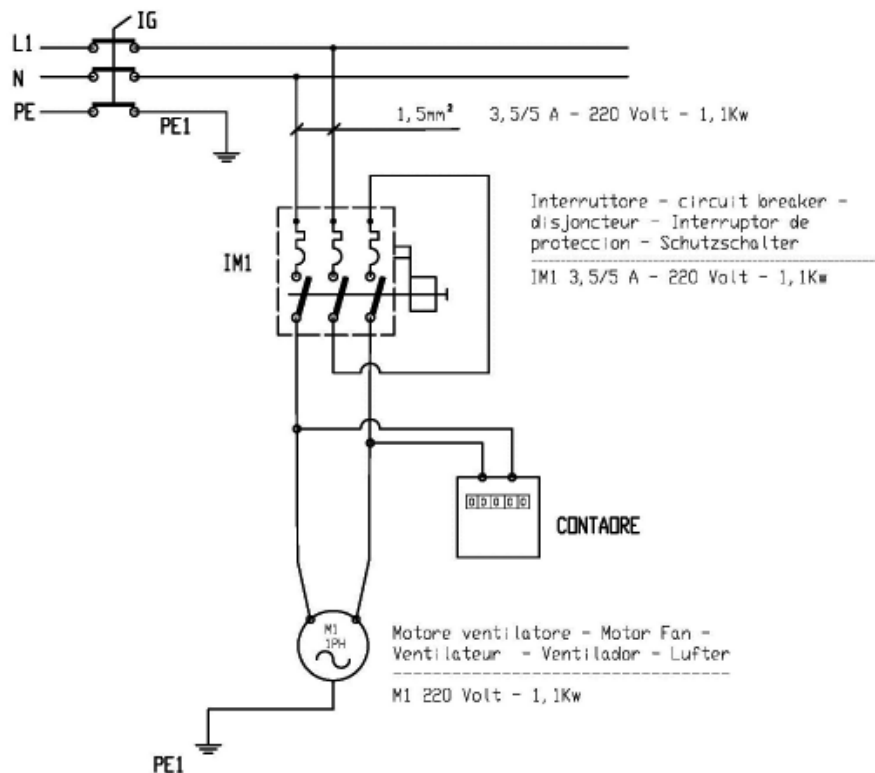 IG
L1
N
PE
PE1
1,5mm² 3,5/5 A - 220 Volt - 1,1Kw
Interruttore - circuit breaker -
disjoncteur - Interruptor de
proteccion - Schutzschalter
IM1
IM1 3,5/5 A - 220 Volt - 1,1Kw
00000
CONTAORE
M1
1PH
Motore ventilatore - Motor Fan -
Ventilateur - Ventilador - Lufter
M1 220 Volt - 1,1Kw
PE1